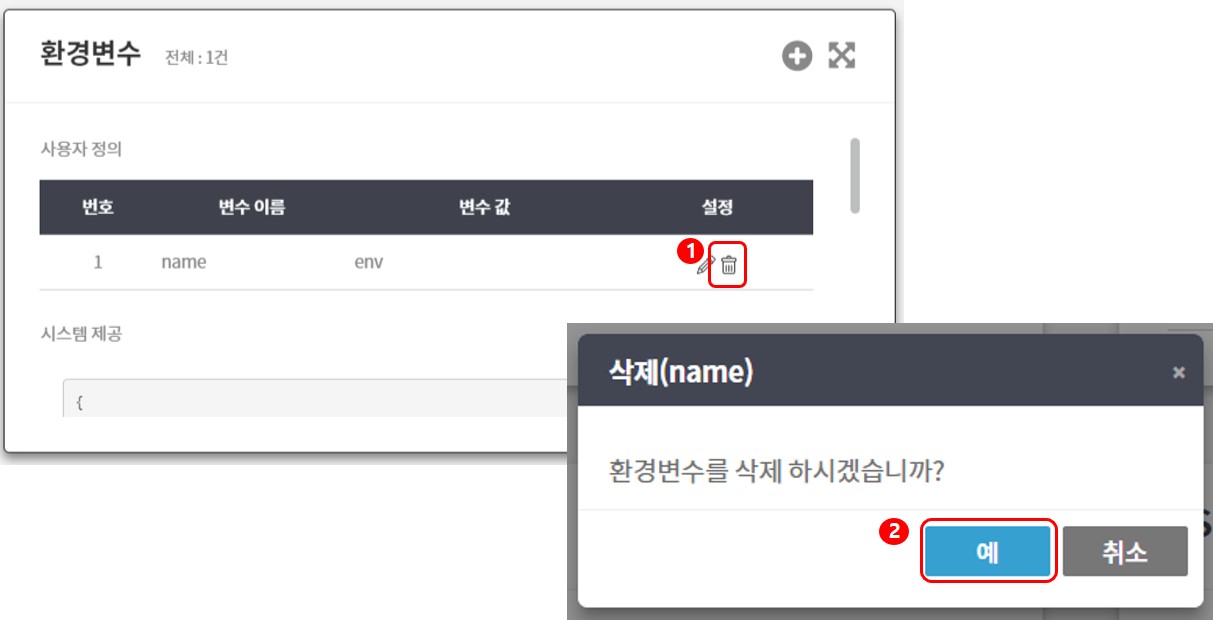 환경변수 전체 : 1건
사용자 정의
번호 변수 이름 변수 값 설정
1 name env
1
시스템 제공
{
삭제(name)
×
환경변수를 삭제 하시겠습니까?
2
예 취소